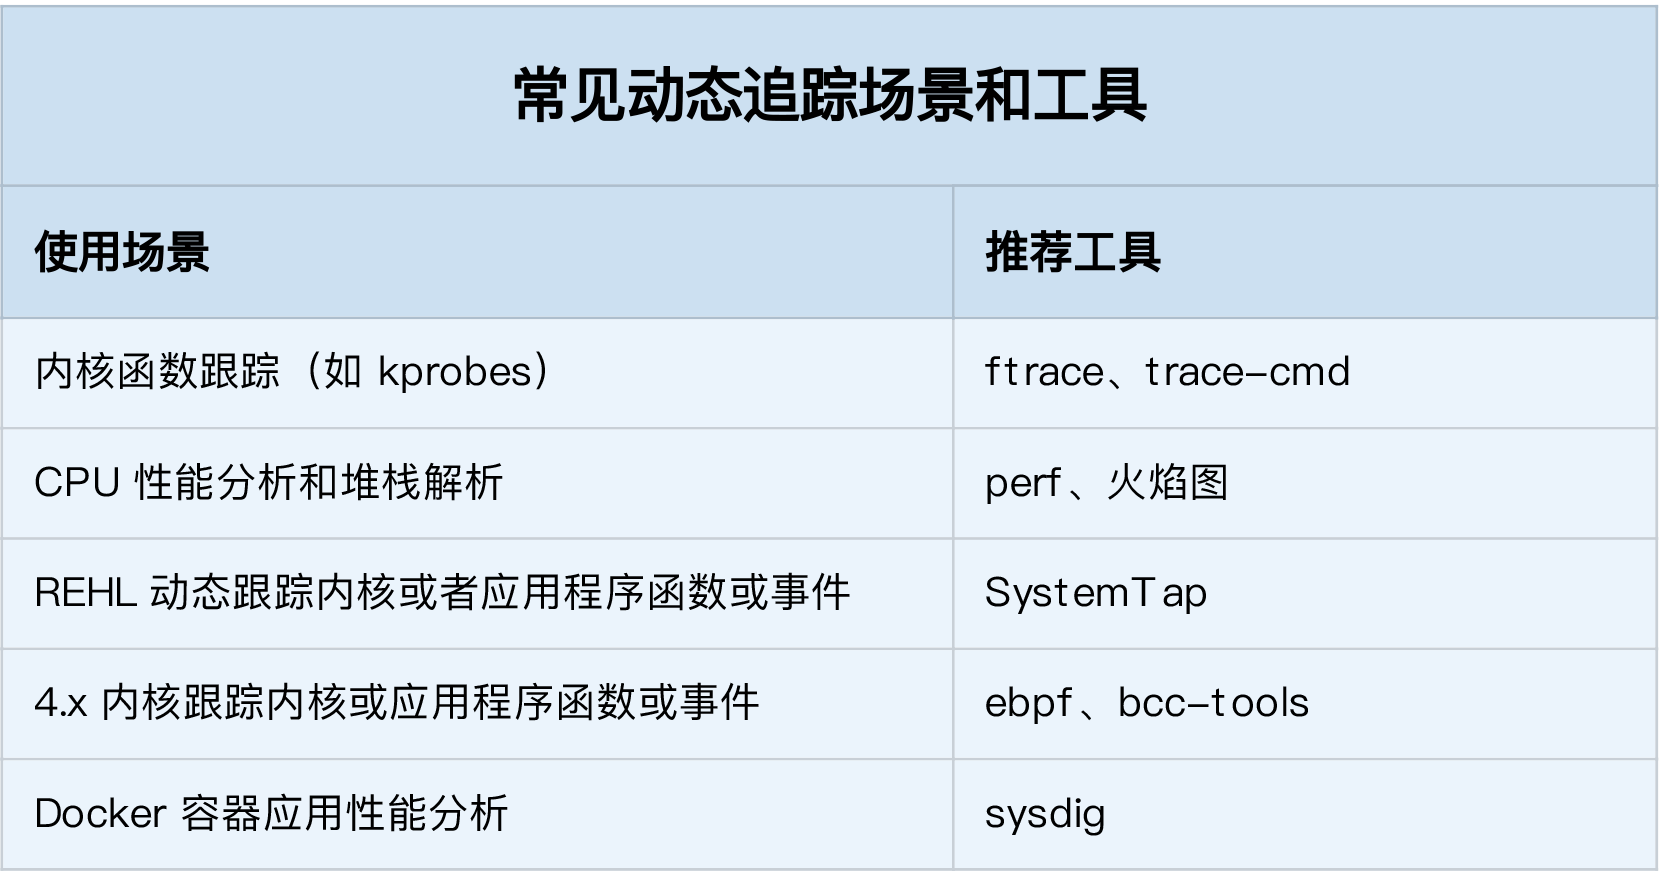 常见动态追踪场景和工具
使用场景 推荐工具
内核函数跟踪（如 kprobes） ftrace、trace-cmd
CPU 性能分析和堆栈解析 perf、火焰图
REHL 动态跟踪内核或者应用程序函数或事件 SystemTap
4.x 内核跟踪内核或应用程序函数或事件 ebpf、bcc-tools
Docker 容器应用性能分析 sysdig